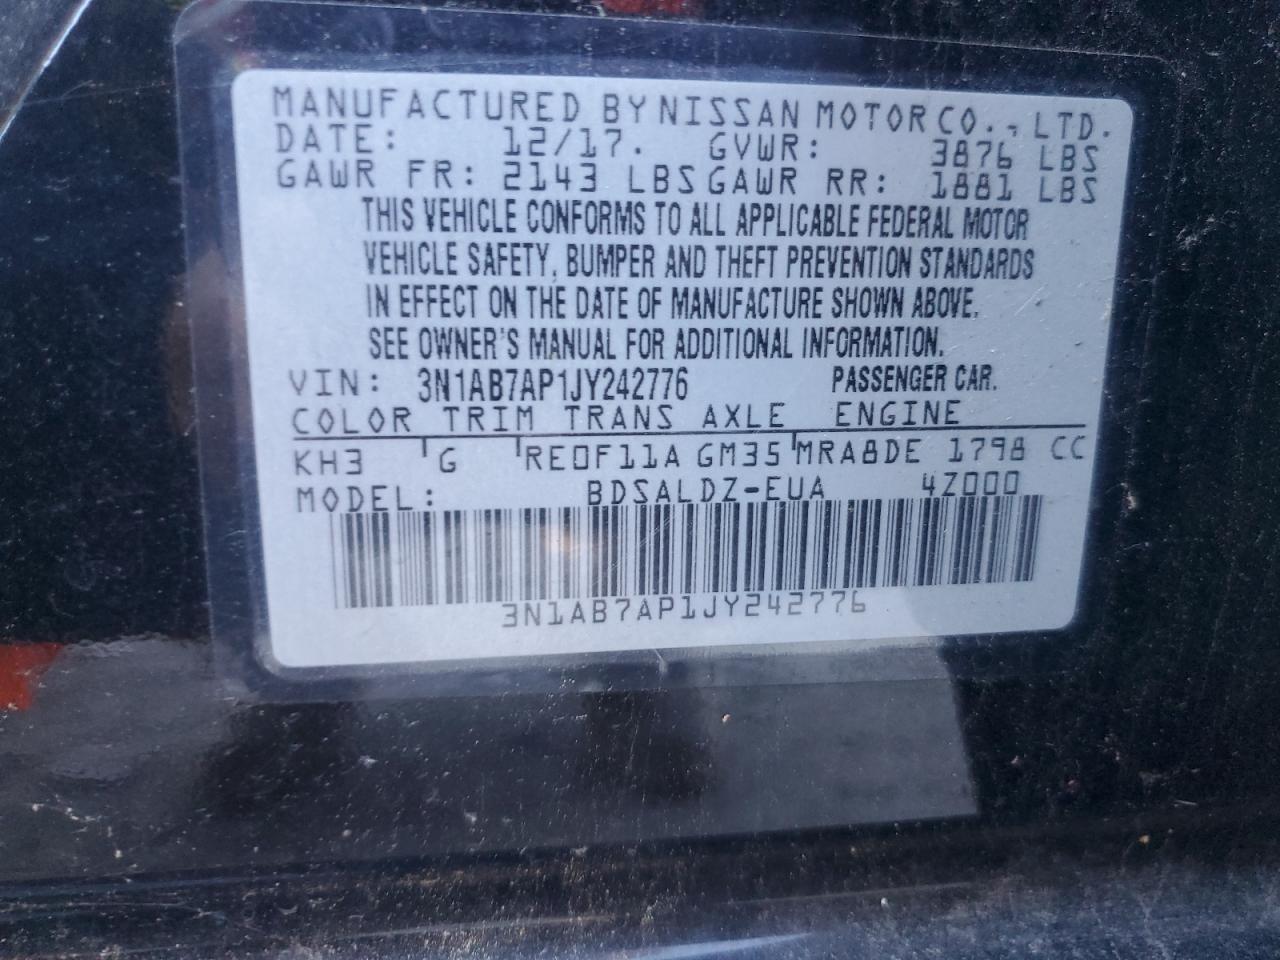 MANUFACTURED BY NISSAN MOTOR CO., LTD.
DATE: 12/17. GVWR: 3876 LBS
GAWR FR: 2143 LBS GAWR RR: 1881 LBS
THIS VEHICLE CONFORMS TO ALL APPLICABLE FEDERAL MOTOR
VEHICLE SAFETY, BUMPER AND THEFT PREVENTION STANDARDS
IN EFFECT ON THE DATE OF MANUFACTURE SHOWN ABOVE.
SEE OWNER'S MANUAL FOR ADDITIONAL INFORMATION.
VIN: 3N1AB7AP1JY242776 PASSENGER CAR.
COLOR TRIM TRANS AXLE ENGINE
KH3 G RE0F11A GM35 MRA8DE 1798 CC
MODEL: BDSALDZ-EUA 4Z000
3N1AB7AP1JY242776